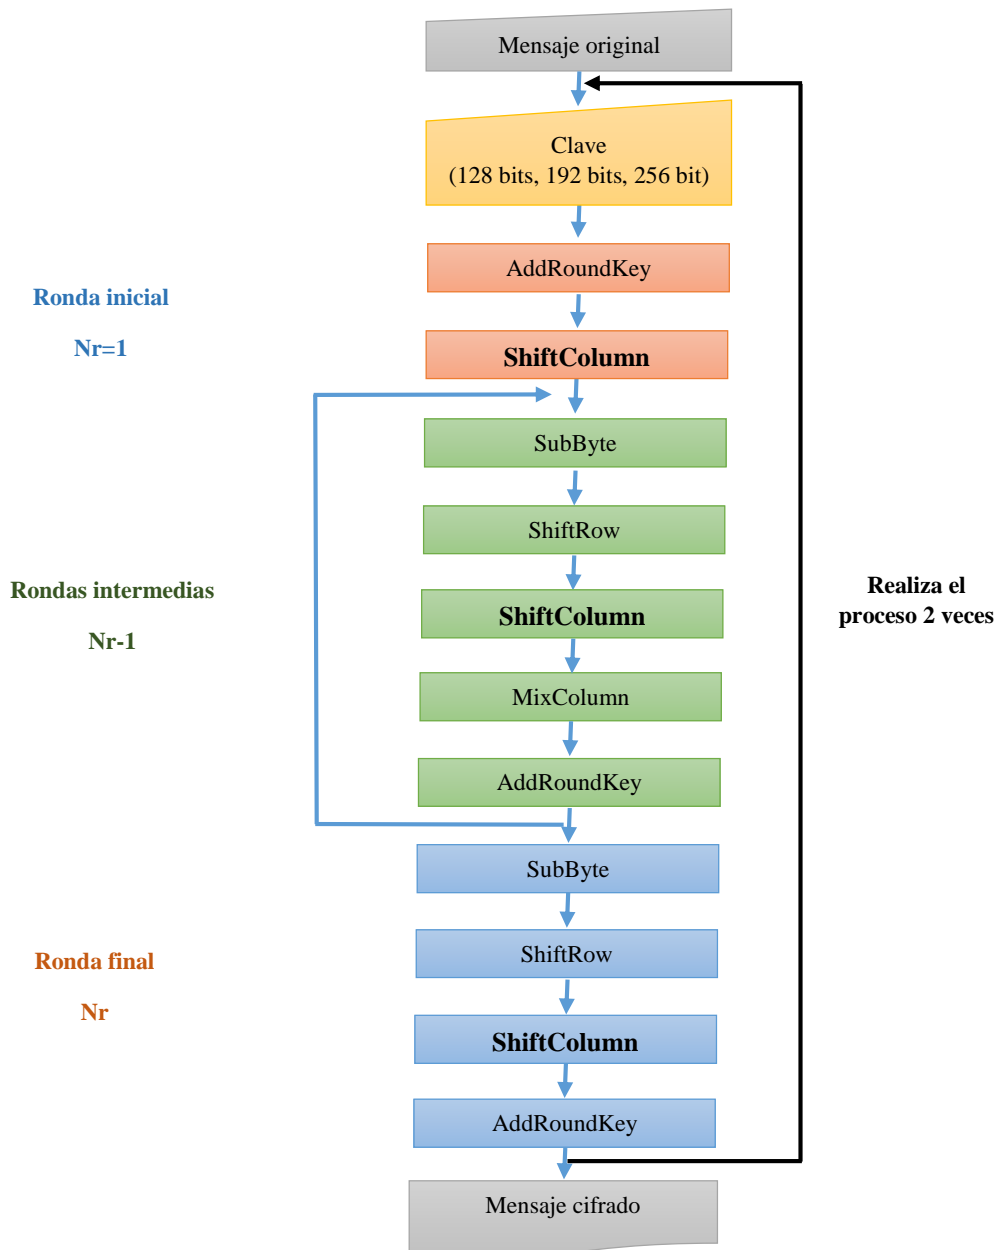 Mensaje original
Clave
(128 bits, 192 bits, 256 bit)
AddRoundKey
Ronda inicial
Nr=1
ShiftColumn
SubByte
ShiftRow
Rondas intermedias
Nr-1
ShiftColumn
Realiza el
proceso 2 veces
MixColumn
AddRoundKey
SubByte
Ronda final
Nr
ShiftRow
ShiftColumn
AddRoundKey
Mensaje cifrado